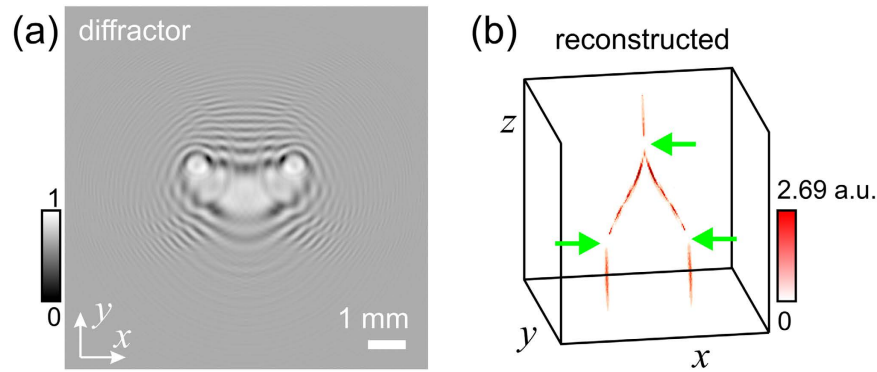 (a)
diffractor
1
0
y
x
1 mm
(b)
reconstructed
z
y
x
2.69 a.u.
0